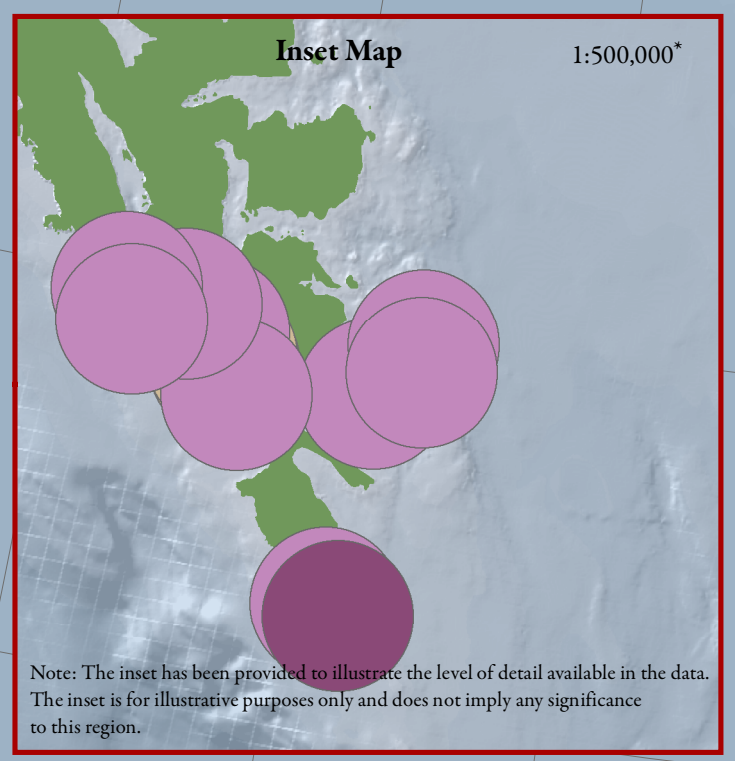 Inset Map
1:500,000*
Note: The inset has been provided to illustrate the level of detail available in the data.
The inset is for illustrative purposes only and does not imply any significance
to this region.